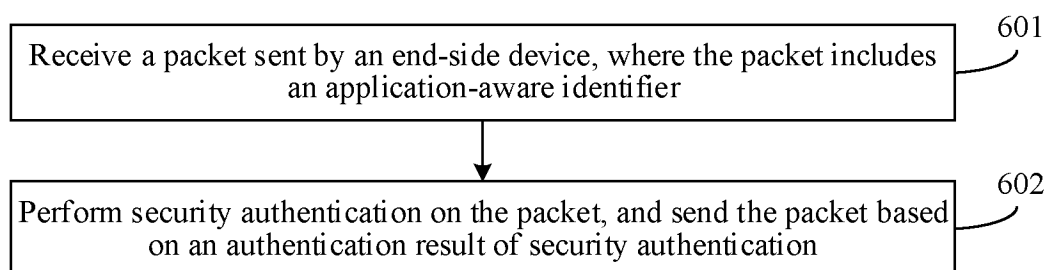 601
Receive a packet sent by an end-side device, where the packet includes
an application-aware identifier
602
Perform security authentication on the packet, and send the packet based
on an authentication result of security authentication